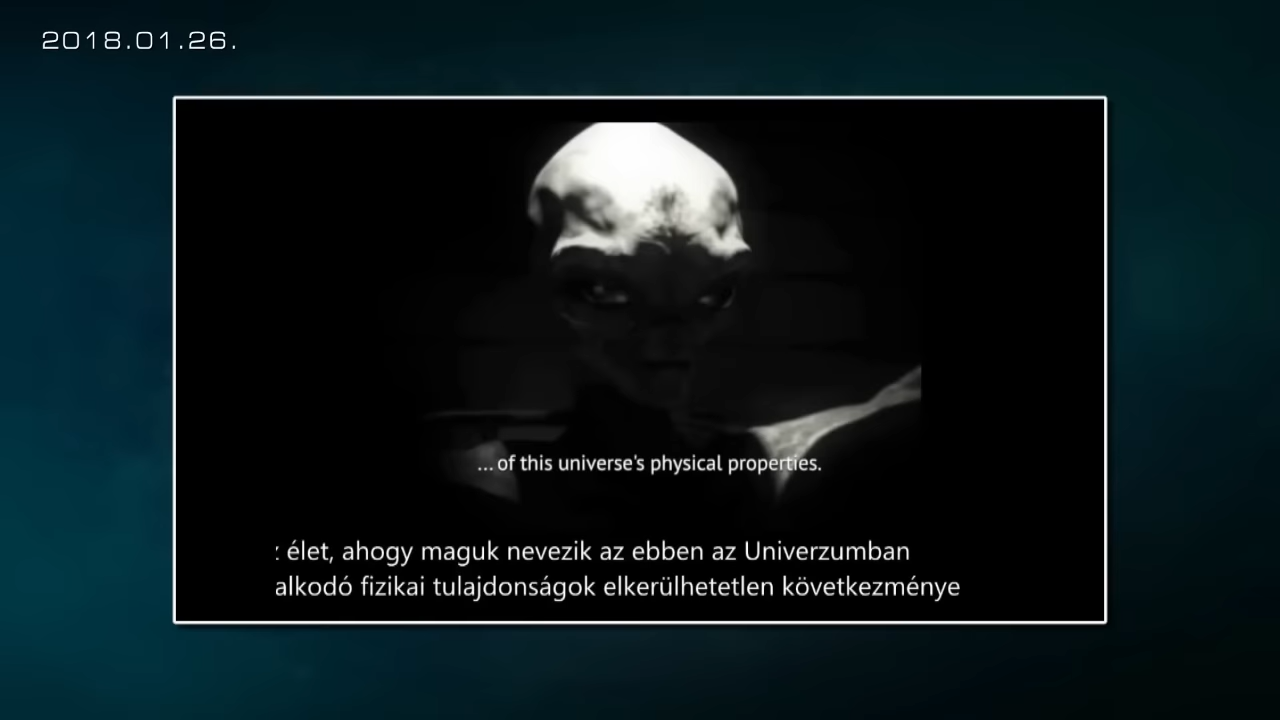 2018.01.26.
... of this universe's physical properties.
élet, ahogy maguk nevezik az ebben az Univerzumban
alkodó fizikai tulajdonságok elkerülhetetlen következménye